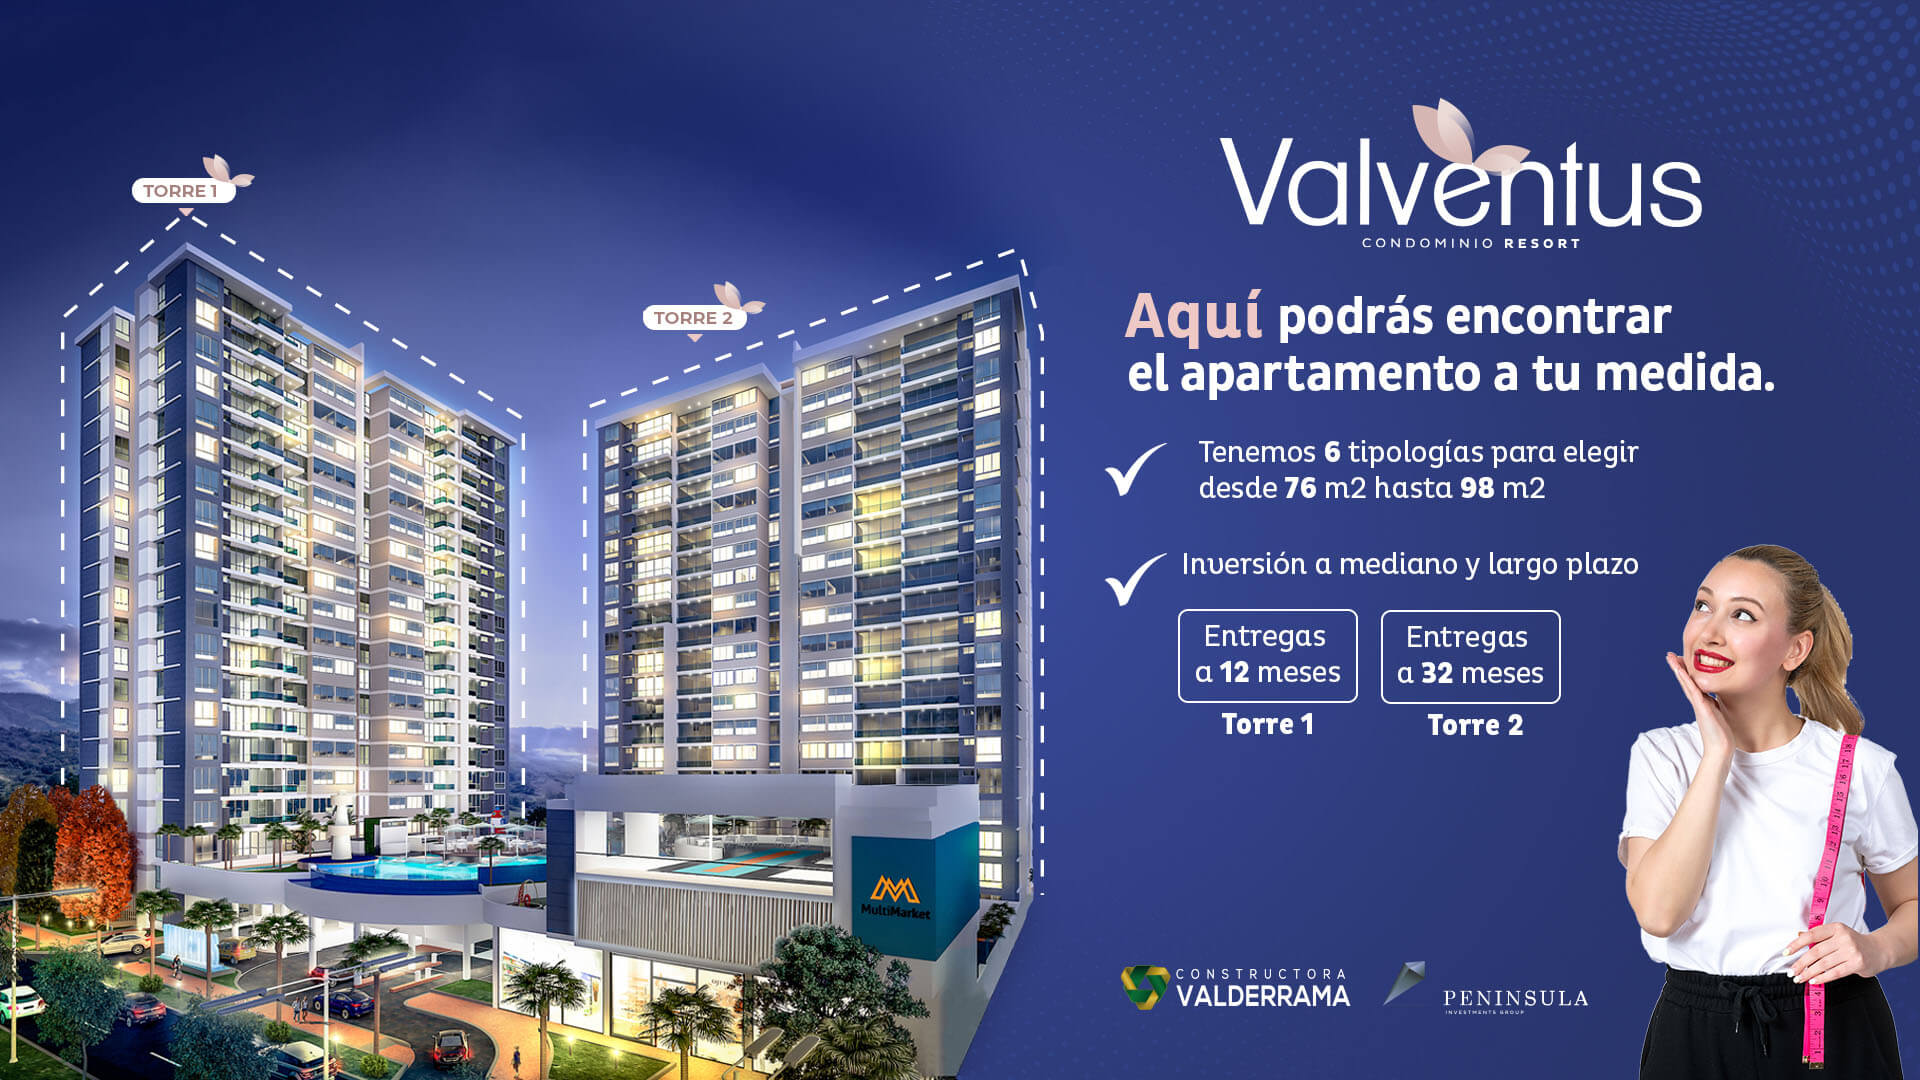 TORRE 1
TORRE 2
Valventus
CONDOMINIO RESORT
Aquí podrás encontrar
el apartamento a tu medida.
Tenemos 6 tipologías para elegir
desde 76 m2 hasta 98 m2
Inversión a mediano y largo plazo
Entregas
a 12 meses
Torre 1
Entregas
a 32 meses
Torre 2
MultiMarket
CONSTRUCTORA
VALDERRAMA
PENINSULA
INVESTMENTS GROUP